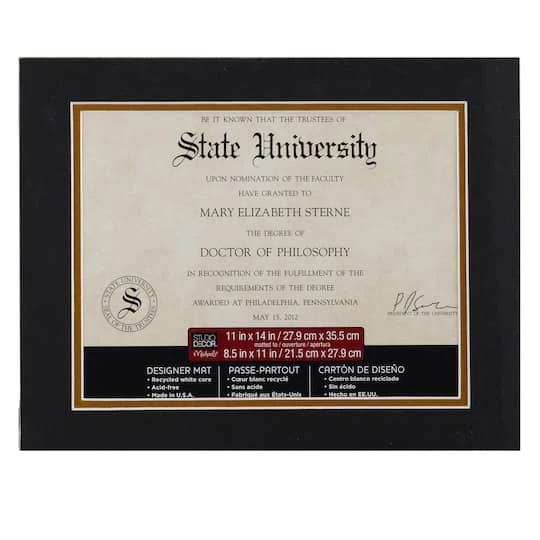 BE IT KNOWN THAT THE TRUSTEES OF
State University
UPON NOMINATION OF THE FACULTY
HAVE GRANTED TO
MARY ELIZABETH STERNE
THE DEGREE OF
DOCTOR OF PHILOSOPHY
IN RECOGNITION OF THE FULFILLMENT OF THE
REQUIREMENTS OF THE DEGREE
AWARDED AT PHILADELPHIA, PENNSYLVANIA
MAY 15, 2012
STATE UNIVERSITY
SEAL OF THE TRUSTEES
S
PRESIDENT OF THE UNIVERSITY
STUDIO
DECOR
Michaels
11 in x 14 in / 27.9 cm x 35.5 cm
matted to / ouverture / apertura
8.5 in x 11 in / 21.5 cm x 27.9 cm
DESIGNER MAT
• Recycled white core
• Acid-free
• Made in U.S.A.
PASSE-PARTOUT
• Cœur blanc recyclé
• Sans acide
• Fabriqué aux États-Unis
CARTÓN DE DISEÑO
• Centro blanco reciclado
• Sin ácido
• Hecho en EE.UU.